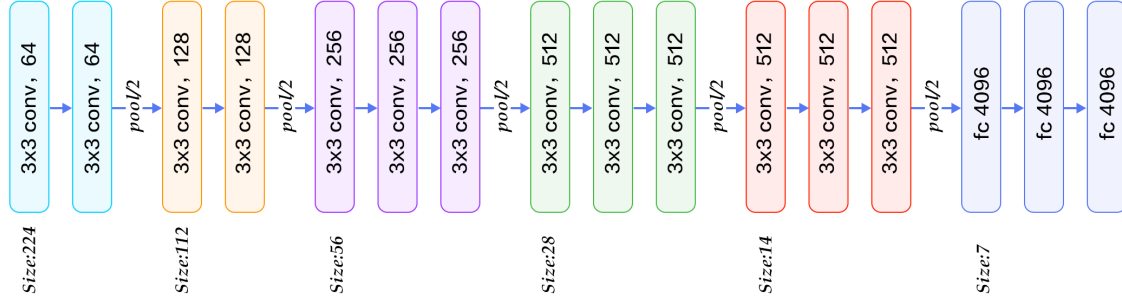 3x3 conv, 64
3x3 conv, 64
pool/2
3x3 conv, 128
3x3 conv, 128
pool/2
3x3 conv, 256
3x3 conv, 256
3x3 conv, 256
pool/2
3x3 conv, 512
3x3 conv, 512
3x3 conv, 512
pool/2
3x3 conv, 512
3x3 conv, 512
3x3 conv, 512
pool/2
fc 4096
fc 4096
fc 4096
Size:224
Size:112
Size:56
Size:28
Size:14
Size:7